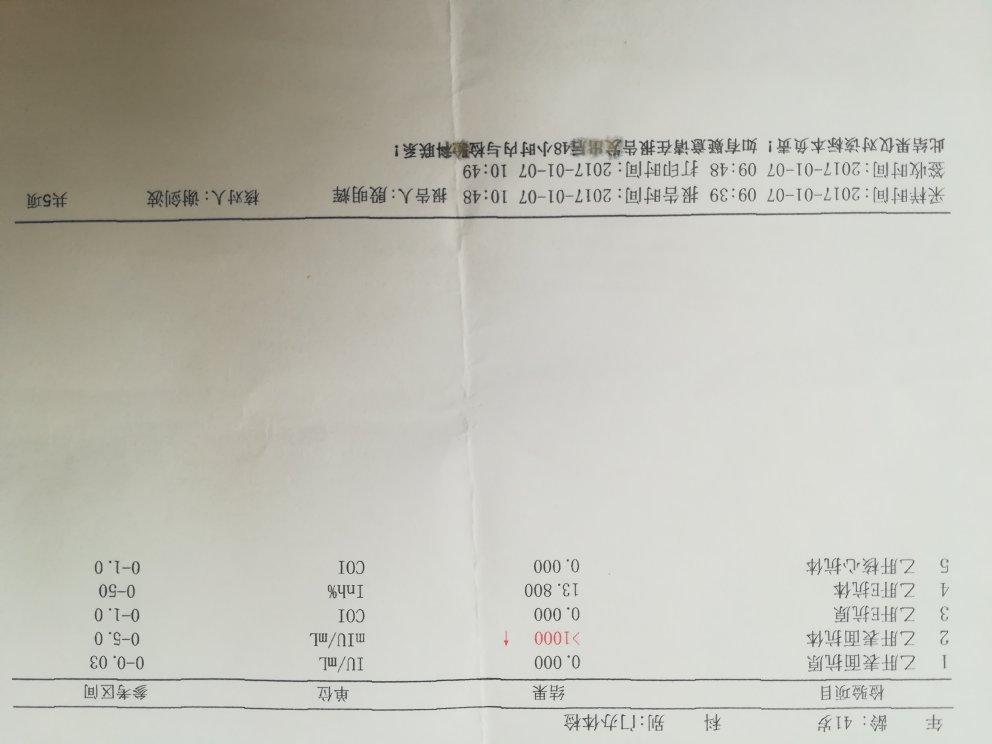 年 龄: 41岁 科 别:门办体检
检验项目 结果 单位 参考区间
1 乙肝表面抗原 0.000 IU/mL 0-0.03
2 乙肝表面抗体 >1000 ↑ mIU/mL 0-5.0
3 乙肝E抗原 0.000 COI 0-1.0
4 乙肝E抗体 13.800 Inh% 0-50
5 乙肝核心抗体 0.000 COI 0-1.0
采样时间:2017-01-07 09:39 报告时间:2017-01-07 10:48 报告人:殷明辉 核对人:谢剑波 共5项
签收时间:2017-01-07 09:48 打印时间:2017-01-07 10:49
此结果仅对该标本负责！如有疑意请在报告发出后48小时内与检验科联系！